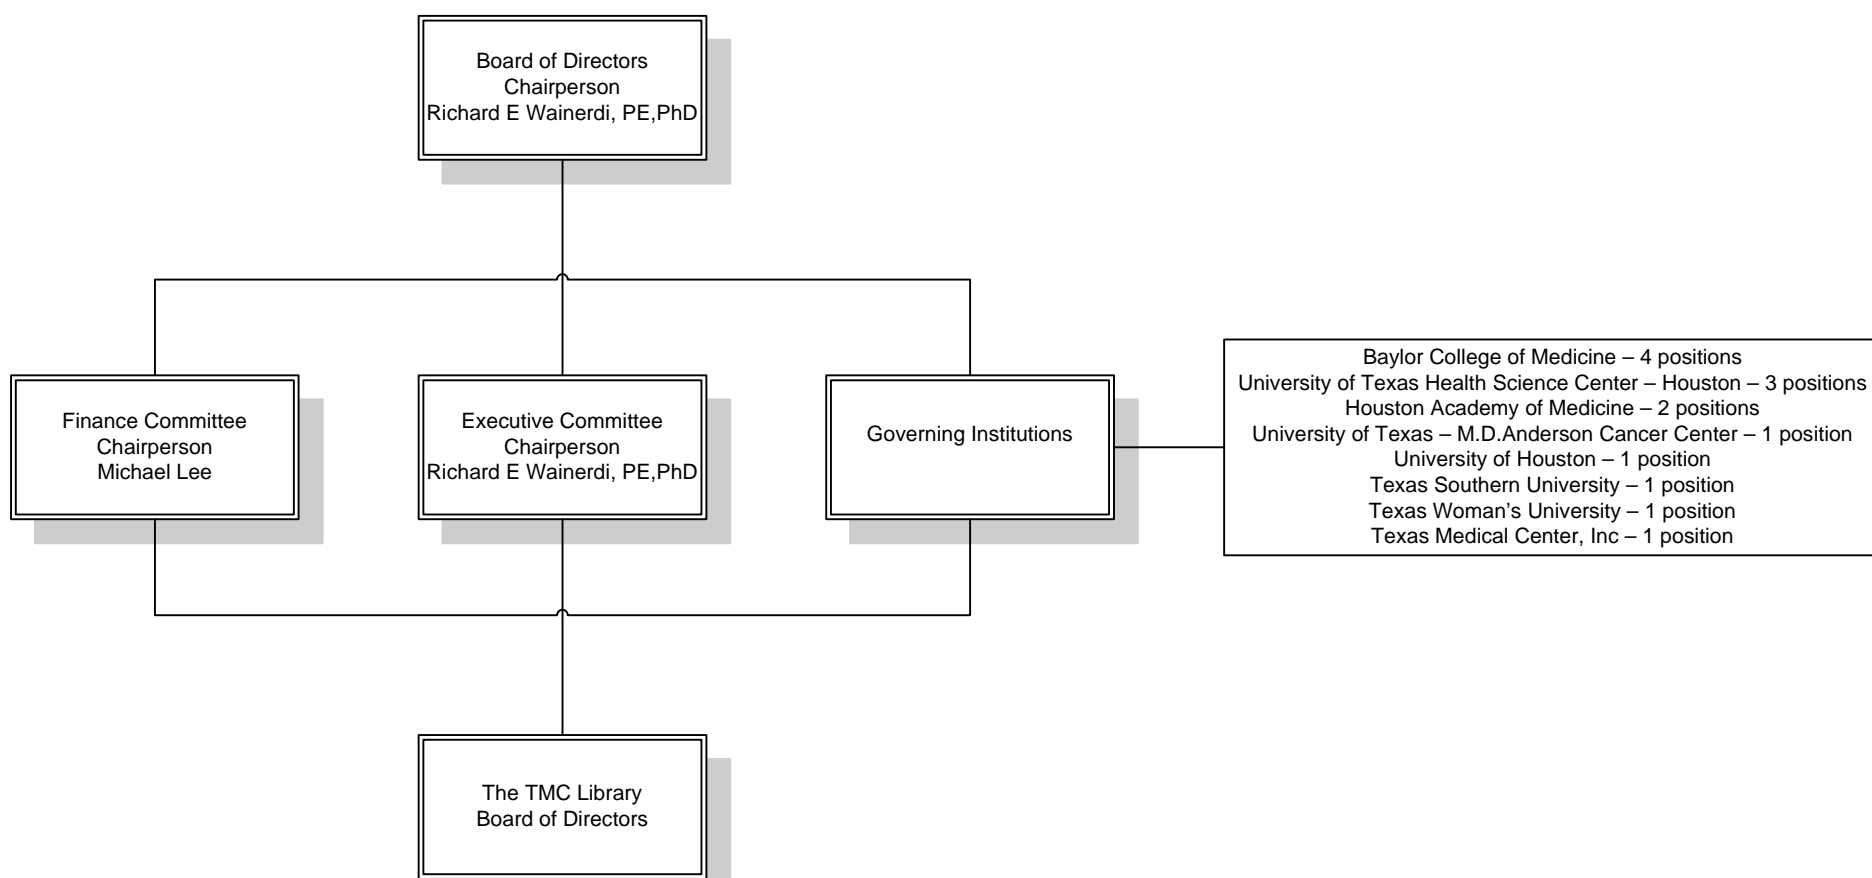 Board of Directors
Chairperson
Richard E Wainerdi, PE,PhD
Finance Committee
Chairperson
Michael Lee
Executive Committee
Chairperson
Richard E Wainerdi, PE,PhD
Governing Institutions
Baylor College of Medicine – 4 positions
University of Texas Health Science Center – Houston – 3 positions
Houston Academy of Medicine – 2 positions
University of Texas – M.D.Anderson Cancer Center – 1 position
University of Houston – 1 position
Texas Southern University – 1 position
Texas Woman’s University – 1 position
Texas Medical Center, Inc – 1 position
The TMC Library
Board of Directors